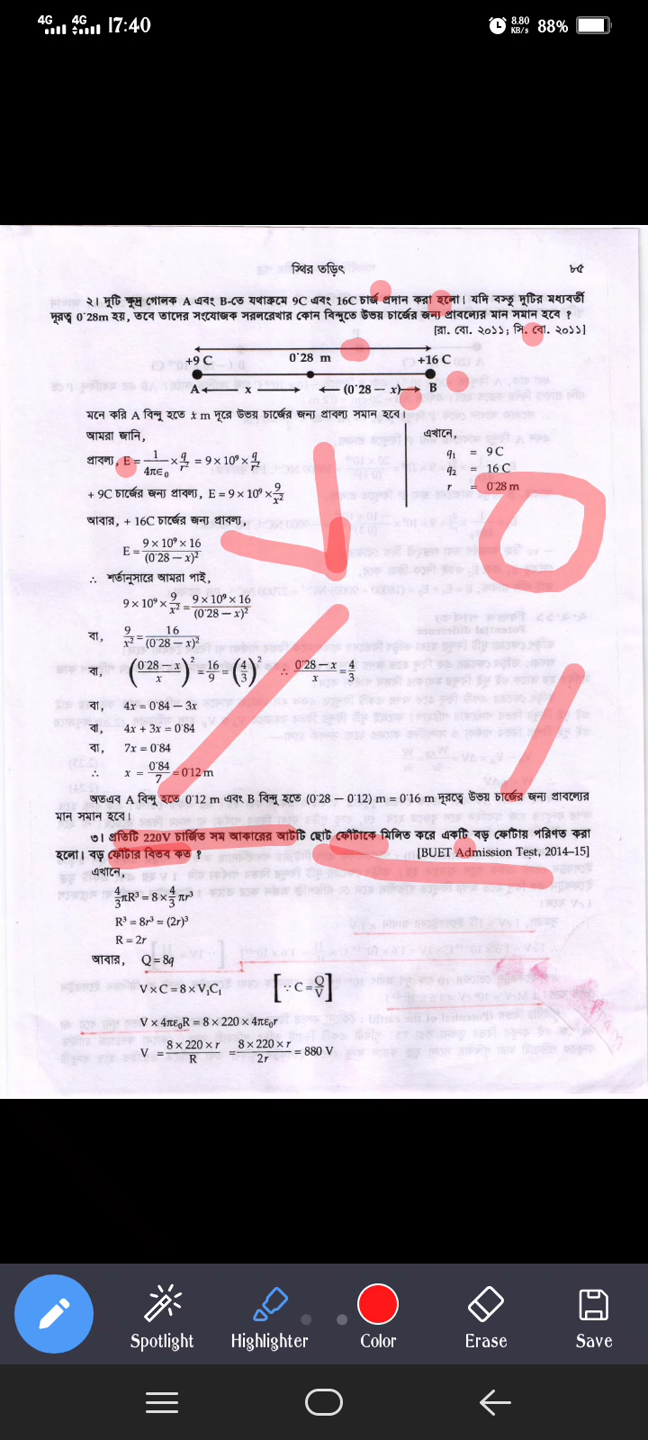 4G 4G 17:40 8.80 KB/s 88%
স্থির তড়িৎ ৮৫
২। দুটি ক্ষুদ্র গোলক A এবং B-তে যথাক্রমে 9C এবং 16C চার্জ প্রদান করা হলো। যদি বস্তু দুটির মধ্যবর্তী
দূরত্ব 0˙28m হয়, তবে তাদের সংযোজক সরলরেখার কোন বিন্দুতে উভয় চার্জের জন্য প্রাবল্যের মান সমান হবে ?
[রা. বো. ২০১১; সি. বো. ২০১১]
+9 C 0˙28 m +16 C
A x (0˙28 – x) B
মনে করি A বিন্দু হতে x m দূরে উভয় চার্জের জন্য প্রাবল্য সমান হবে।
আমরা জানি,
প্রাবল্য, E = 1/4π∈₀ × q/r² = 9 × 10⁹ × q/r²
+ 9C চার্জের জন্য প্রাবল্য, E = 9 × 10⁹ × 9/x²
এখানে,
q₁ = 9 C
q₂ = 16 C
r = 0˙28 m
আবার, + 16C চার্জের জন্য প্রাবল্য,
E = 9 × 10⁹ × 16/(0˙28 – x)²
∴ শর্তানুসারে আমরা পাই,
9 × 10⁹ × 9/x² = 9 × 10⁹ × 16/(0˙28 – x)²
বা, 9/x² = 16/(0˙28 – x)²
বা, (0˙28 – x/x)² = 16/9 = (4/3)² ∴ 0˙28 – x/x = 4/3
বা, 4x = 0˙84 – 3x
বা, 4x + 3x = 0˙84
বা, 7x = 0˙84
∴ x = 0˙84/7 = 0˙12 m
অতএব A বিন্দু হতে 0˙12 m এবং B বিন্দু হতে (0˙28 – 0˙12) m = 0˙16 m দূরত্বে উভয় চার্জের জন্য প্রাবল্যের
মান সমান হবে।
৩। প্রতিটি 220V চার্জিত সম আকারের আটটি ছোট ফোঁটাকে মিলিত করে একটি বড় ফোটায় পরিণত করা
হলো। বড় ফোটার বিভব কত ? [BUET Admission Test, 2014–15]
এখানে,
4/3 πR³ = 8 × 4/3 πr³
R³ = 8r³ = (2r)³
R = 2r
আবার, Q = 8q
V × C = 8 × V₁C₁ [∵ C = Q/V]
V × 4πε₀R = 8 × 220 × 4πε₀r
V = 8 × 220 × r/R = 8 × 220 × r/2r = 880 V
Spotlight Highlighter Color Erase Save